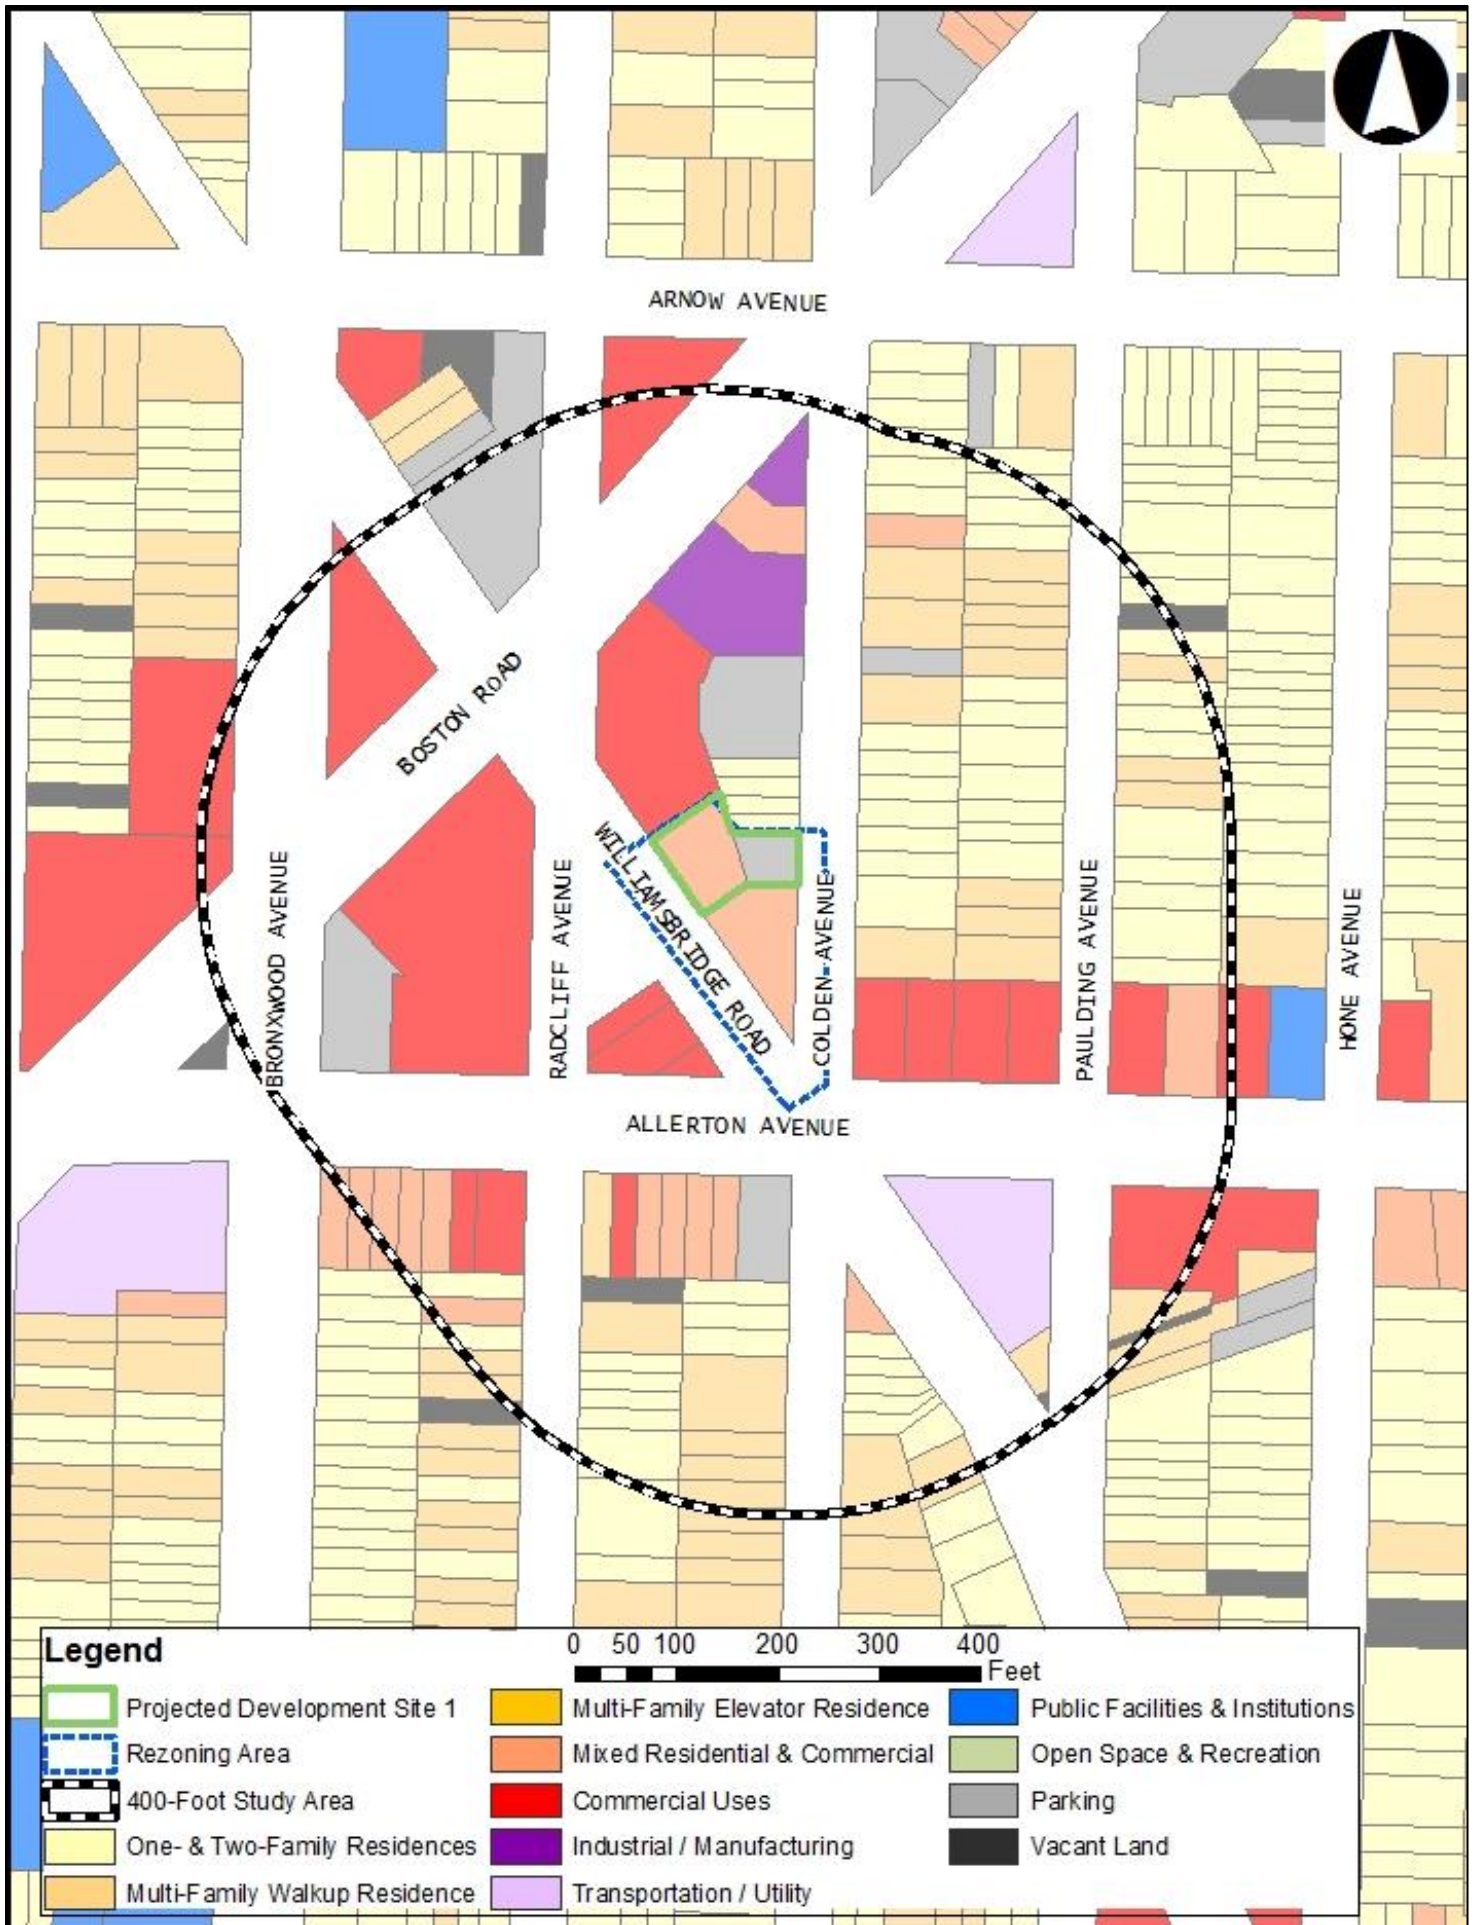 ARNOW AVENUE
BOSTON ROAD
WILLIAMSBRIDGE ROAD
BRONXWOOD AVENUE
RADCLIFF AVENUE
COLDEN AVENUE
PAULDING AVENUE
HONE AVENUE
ALLERTON AVENUE
Legend
0 50 100 200 300 400
Feet
Projected Development Site 1
Rezoning Area
400-Foot Study Area
One- & Two-Family Residences
Multi-Family Walkup Residence
Multi-Family Elevator Residence
Mixed Residential & Commercial
Commercial Uses
Industrial / Manufacturing
Transportation / Utility
Public Facilities & Institutions
Open Space & Recreation
Parking
Vacant Land